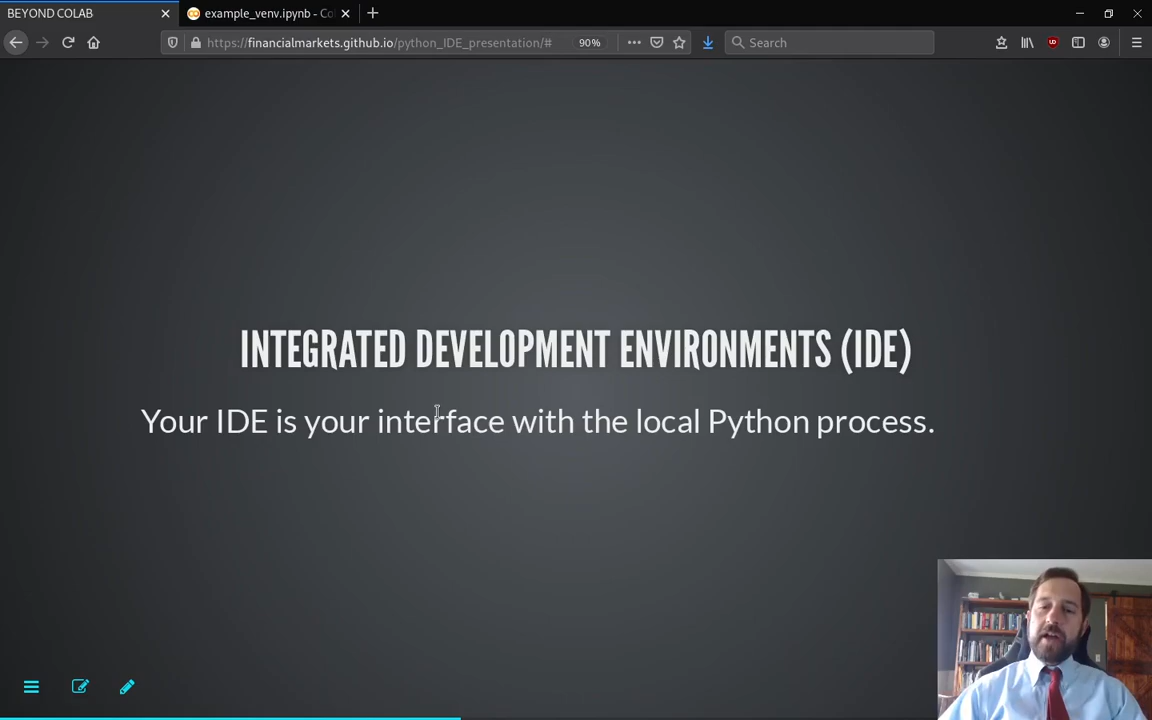 BEYOND COLAB
example_venv.ipynb - Co
https://financialmarkets.github.io/python_IDE_presentation/#
90%
Search
INTEGRATED DEVELOPMENT ENVIRONMENTS (IDE)
Your IDE is your interface with the local Python process.